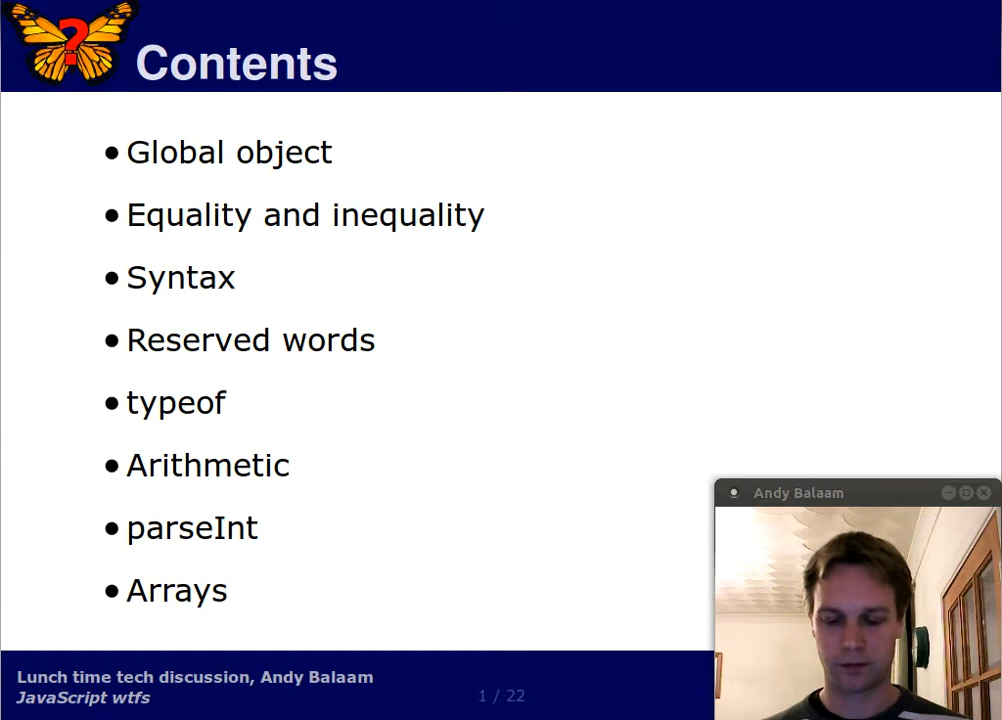 ?
Contents
• Global object
• Equality and inequality
• Syntax
• Reserved words
• typeof
• Arithmetic
• parseInt
• Arrays
Andy Balaam
Lunch time tech discussion, Andy Balaam
JavaScript wtfs
1 / 22